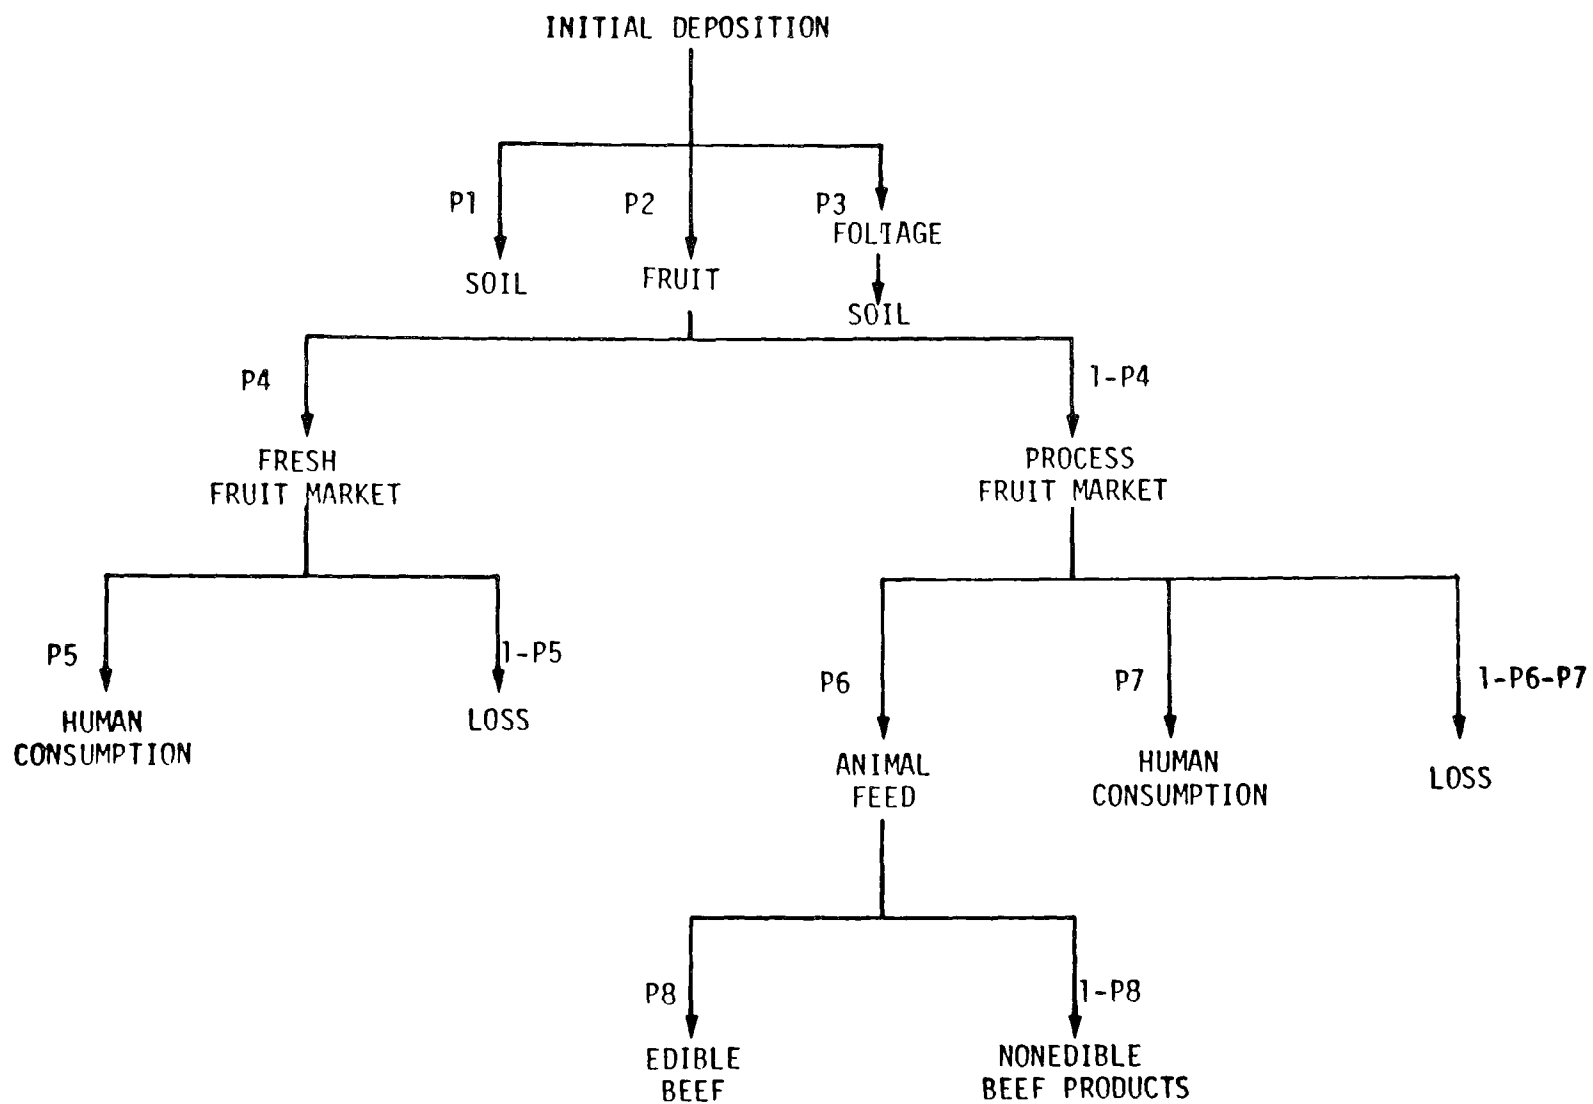 INITIAL DEPOSITION
P1
P2
P3
FOLIAGE
SOIL
FRUIT
SOIL
P4
1-P4
FRESH
FRUIT MARKET
PROCESS
FRUIT MARKET
P5
1-P5
P6
P7
1-P6-P7
HUMAN
CONSUMPTION
LOSS
ANIMAL
FEED
HUMAN
CONSUMPTION
LOSS
P8
1-P8
EDIBLE
BEEF
NONEDIBLE
BEEF PRODUCTS